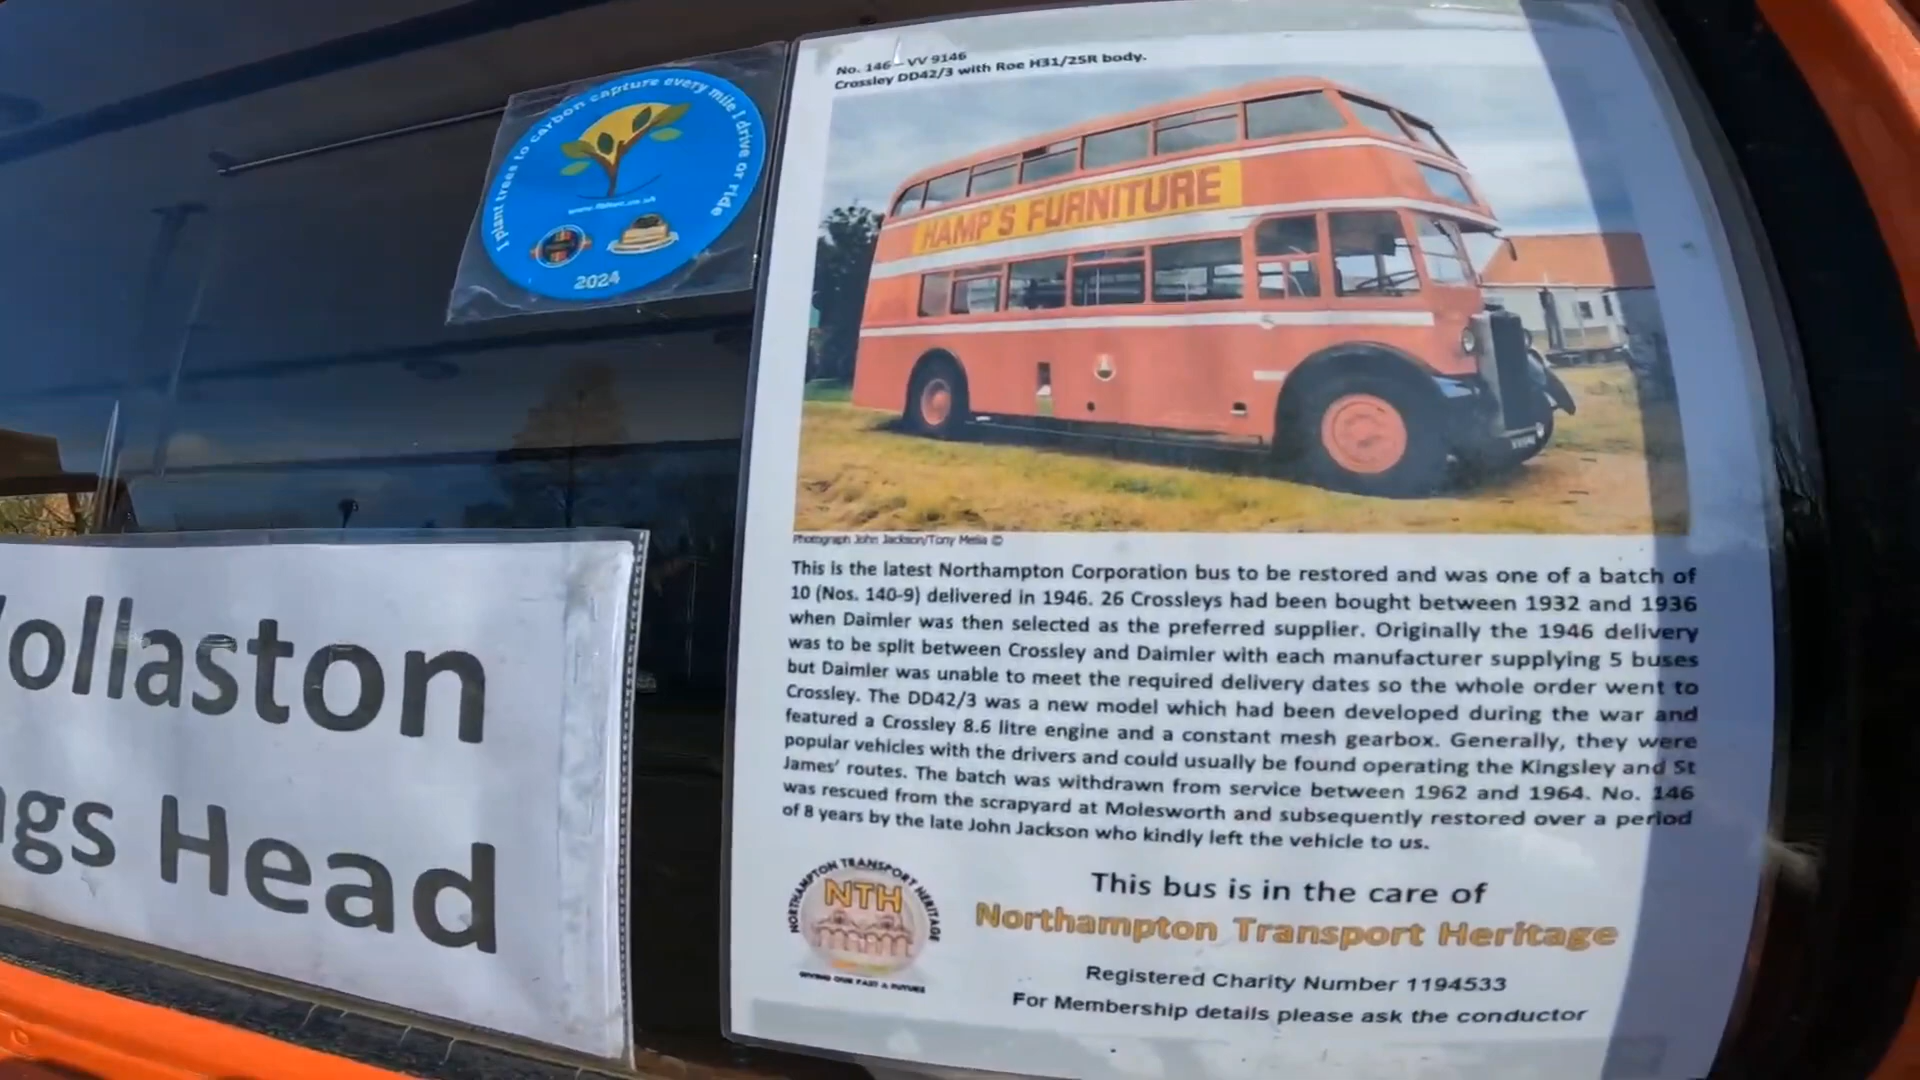 No. 146 - VV 9146
Crossley DD42/3 with Roe H31/25R body.
I plant trees to carbon capture every mile I drive or ride
2024
HAMP'S FURNITURE
Photograph John Jackson/Tony Melia ©
This is the latest Northampton Corporation bus to be restored and was one of a batch of
10 (Nos. 140-9) delivered in 1946. 26 Crossleys had been bought between 1932 and 1936
when Daimler was then selected as the preferred supplier. Originally the 1946 delivery
was to be split between Crossley and Daimler with each manufacturer supplying 5 buses
but Daimler was unable to meet the required delivery dates so the whole order went to
Crossley. The DD42/3 was a new model which had been developed during the war and
featured a Crossley 8.6 litre engine and a constant mesh gearbox. Generally, they were
popular vehicles with the drivers and could usually be found operating the Kingsley and St
James' routes. The batch was withdrawn from service between 1962 and 1964. No. 146
was rescued from the scrapyard at Molesworth and subsequently restored over a period
of 8 years by the late John Jackson who kindly left the vehicle to us.
ollaston
ngs Head
NORTHAMPTON TRANSPORT HERITAGE
NTH
GIVING OUR PAST A FUTURE
This bus is in the care of
Northampton Transport Heritage
Registered Charity Number 1194533
For Membership details please ask the conductor